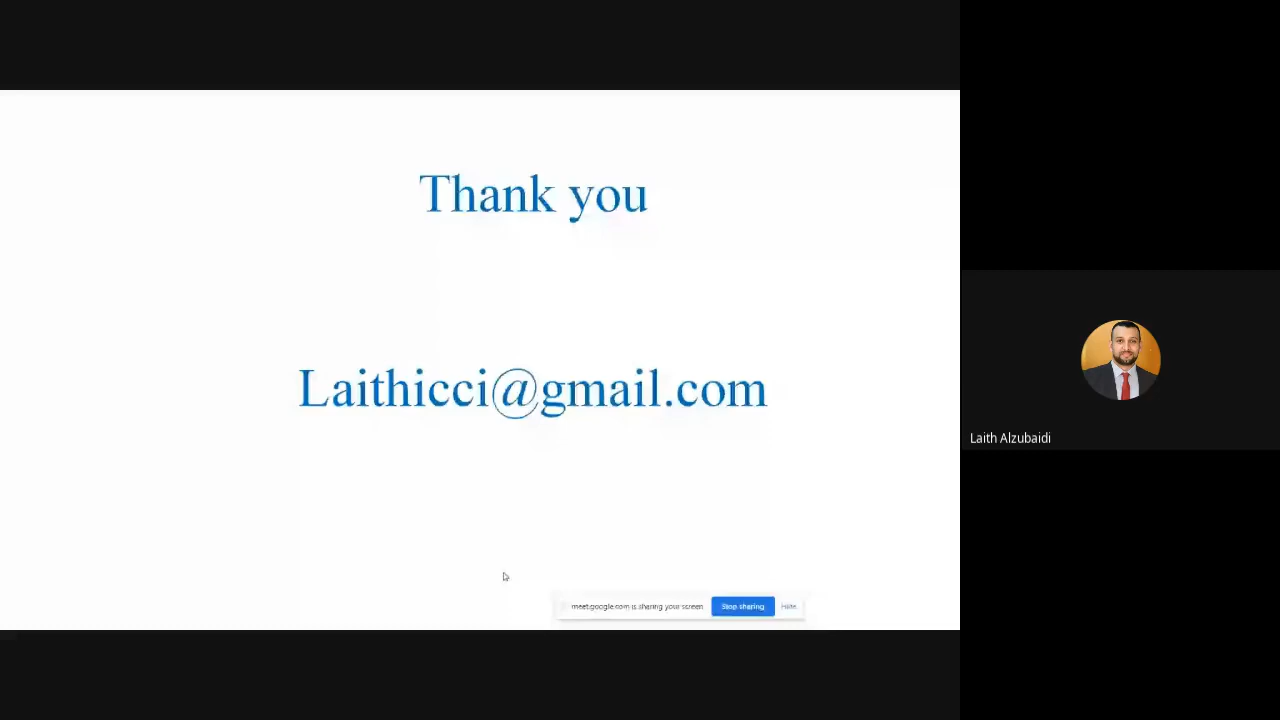 Thank you
Laithicci@gmail.com
meet.google.com is sharing your screen Stop sharing Hide
Laith Alzubaidi